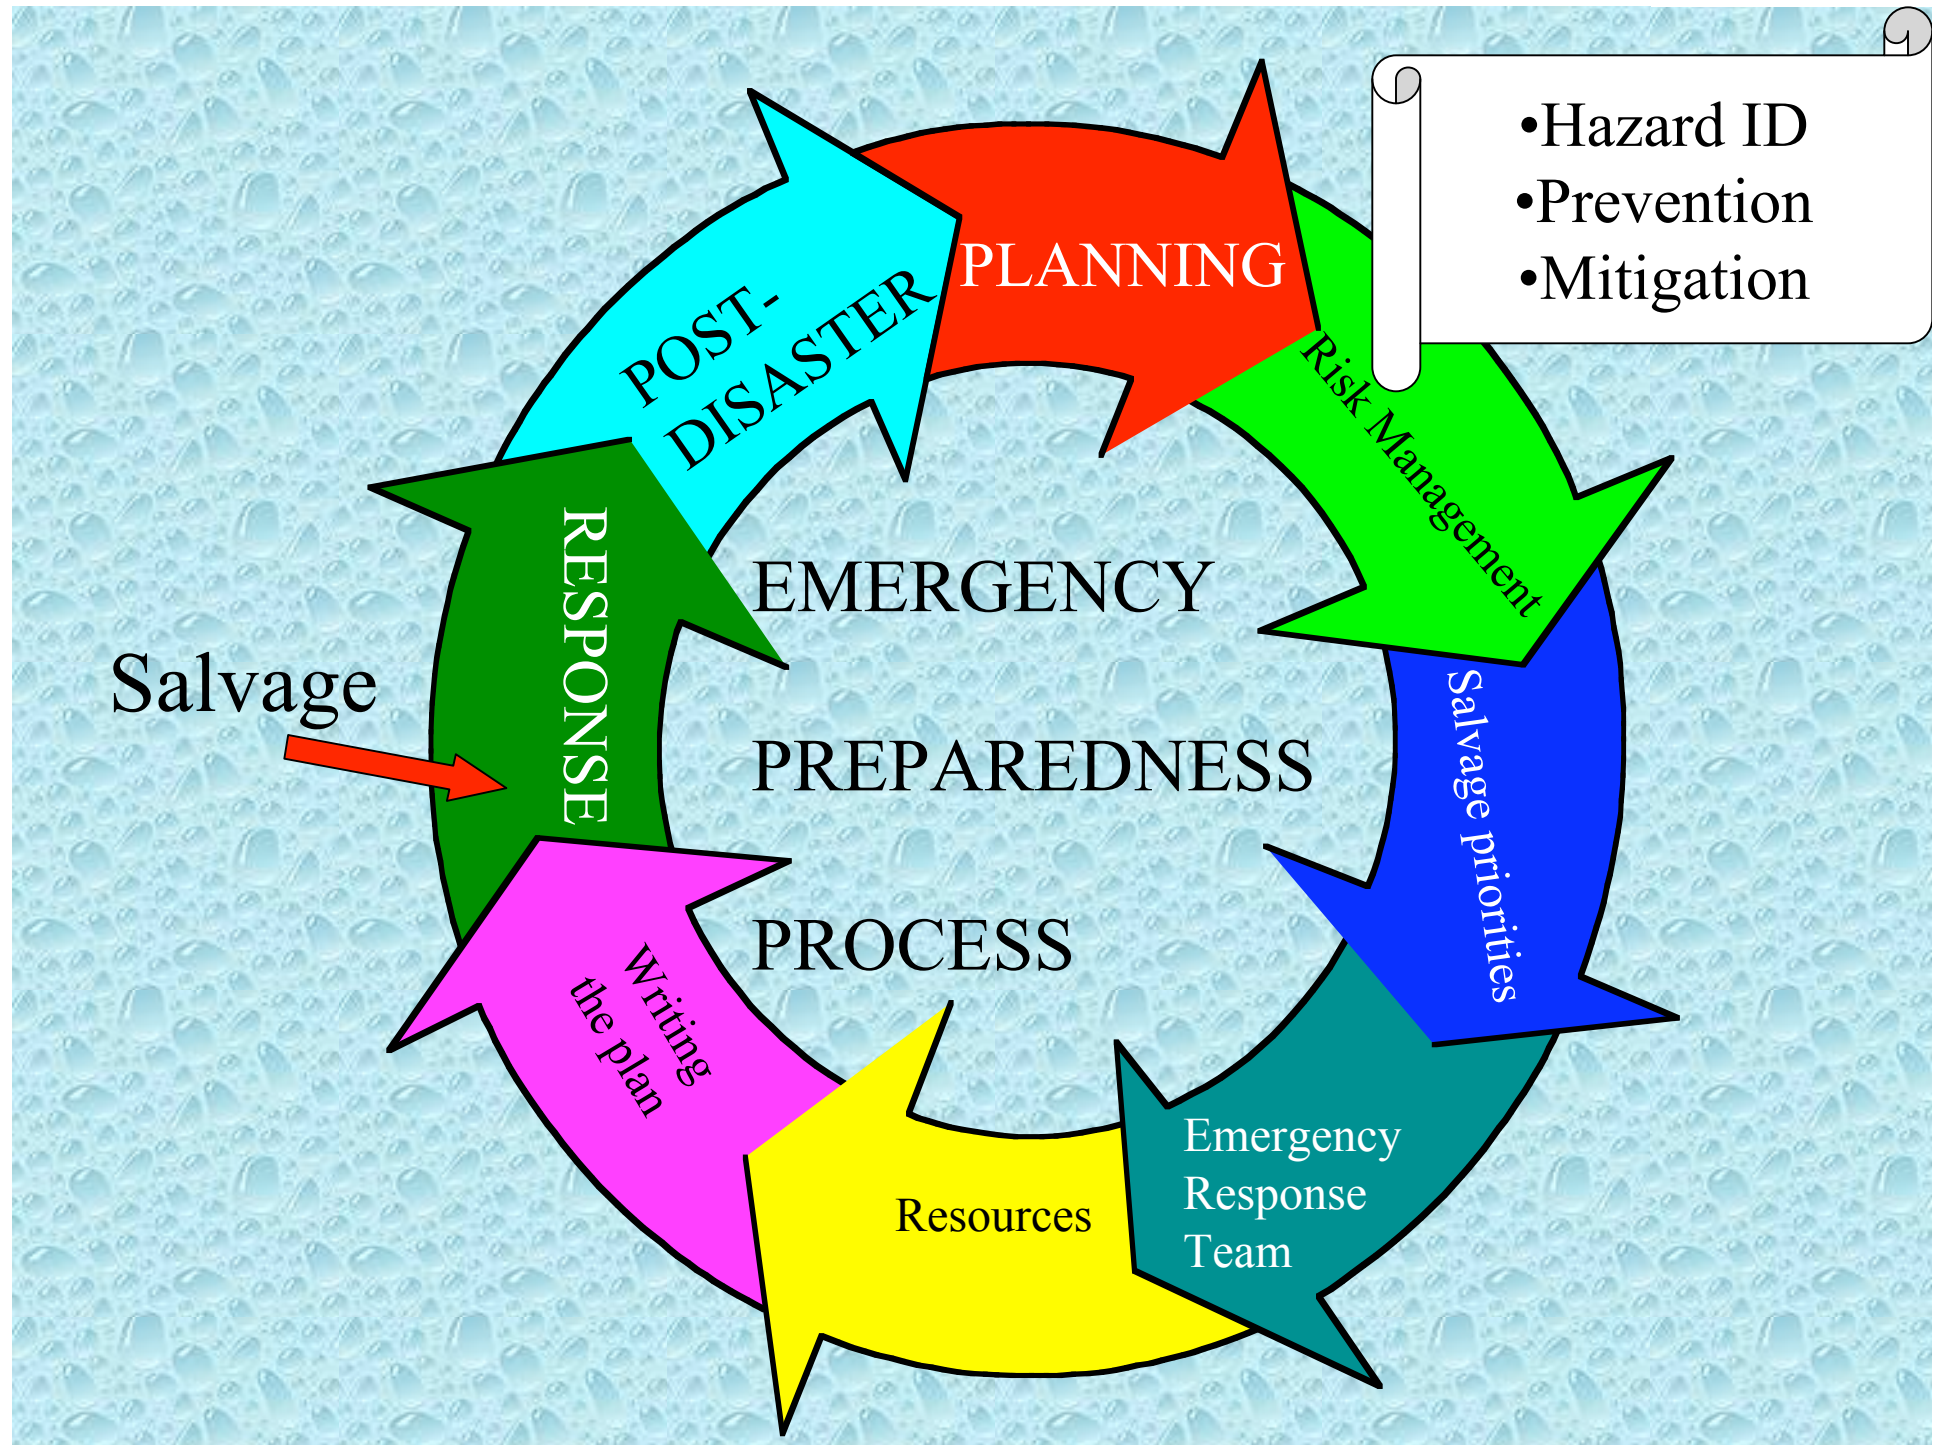 •Hazard ID
•Prevention
•Mitigation
PLANNING
Risk Management
Salvage priorities
Emergency
Response
Team
Resources
Writing
the plan
RESPONSE
POST-
DISASTER
Salvage
EMERGENCY
PREPAREDNESS
PROCESS